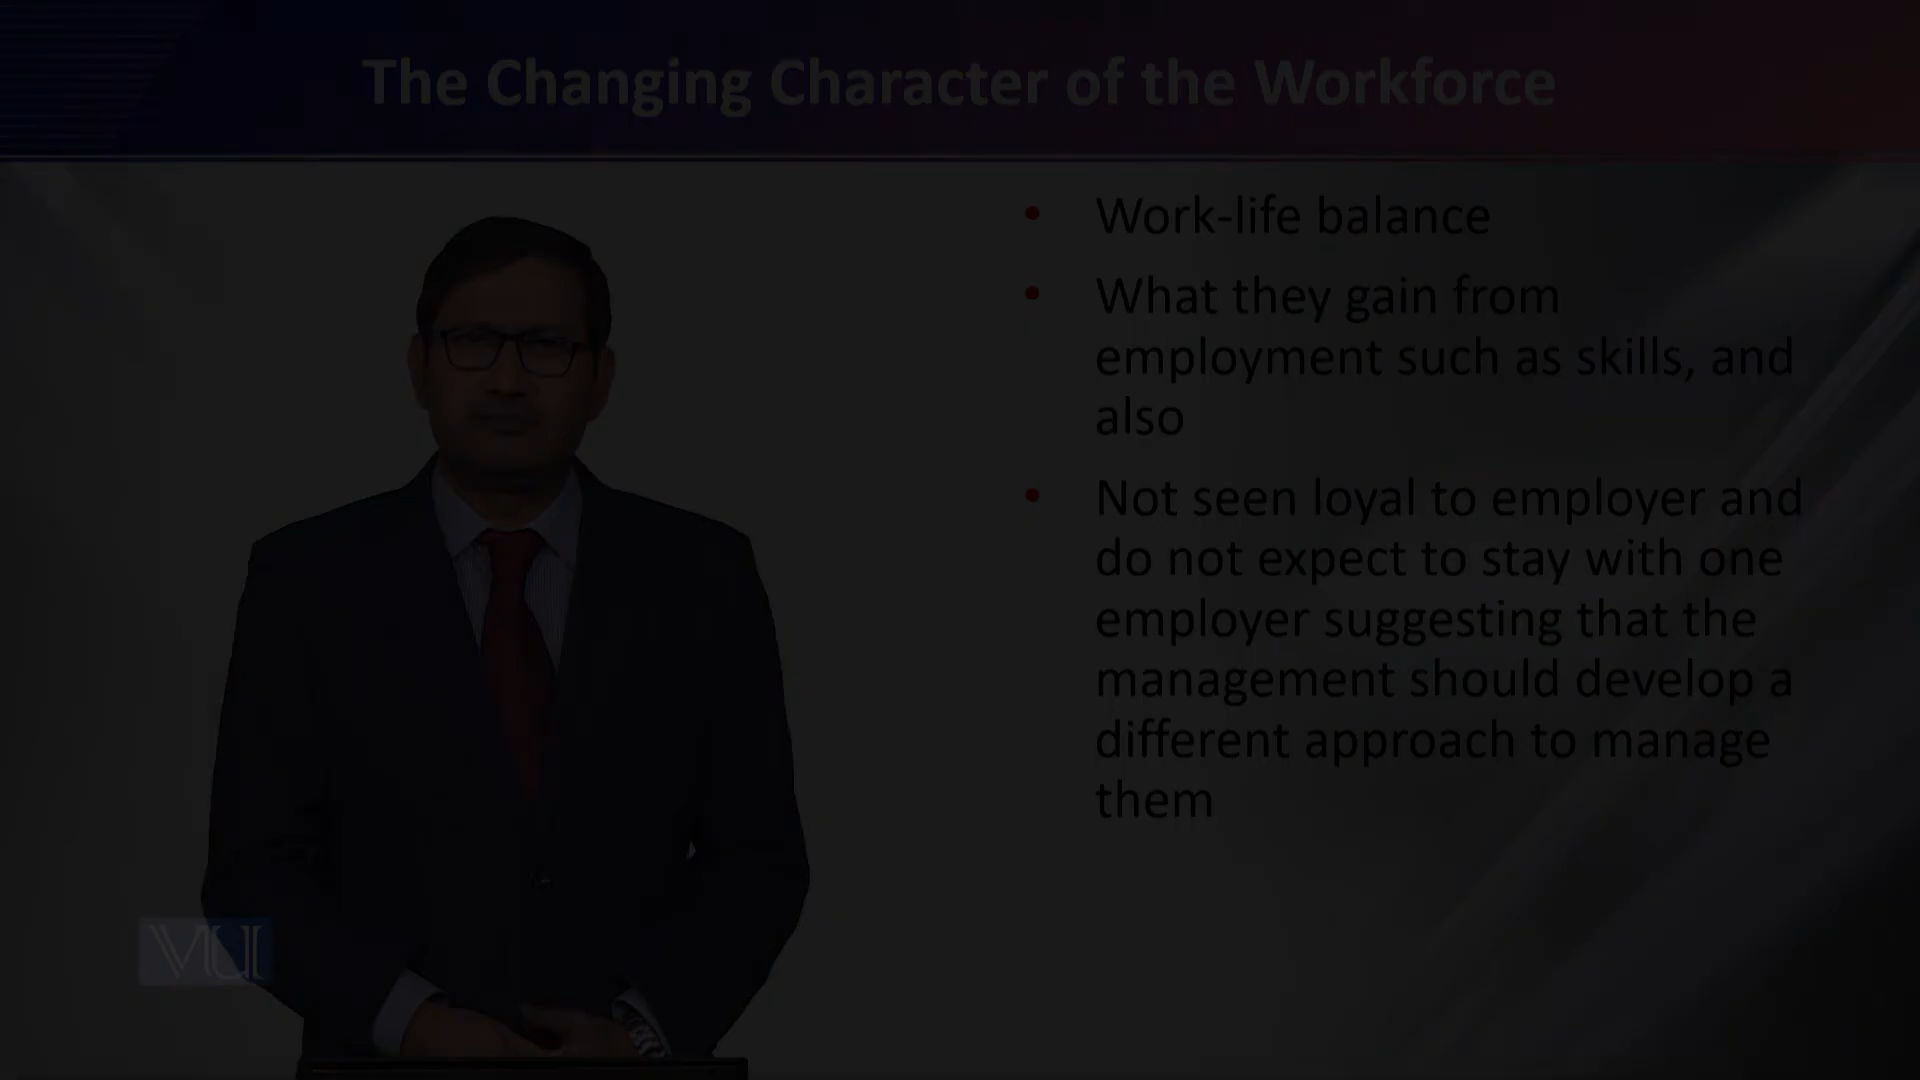 The Changing Character of the Workforce
• Work-life balance
• What they gain from
employment such as skills, and
also
• Not seen loyal to employer and
do not expect to stay with one
employer suggesting that the
management should develop a
different approach to manage
them
VU